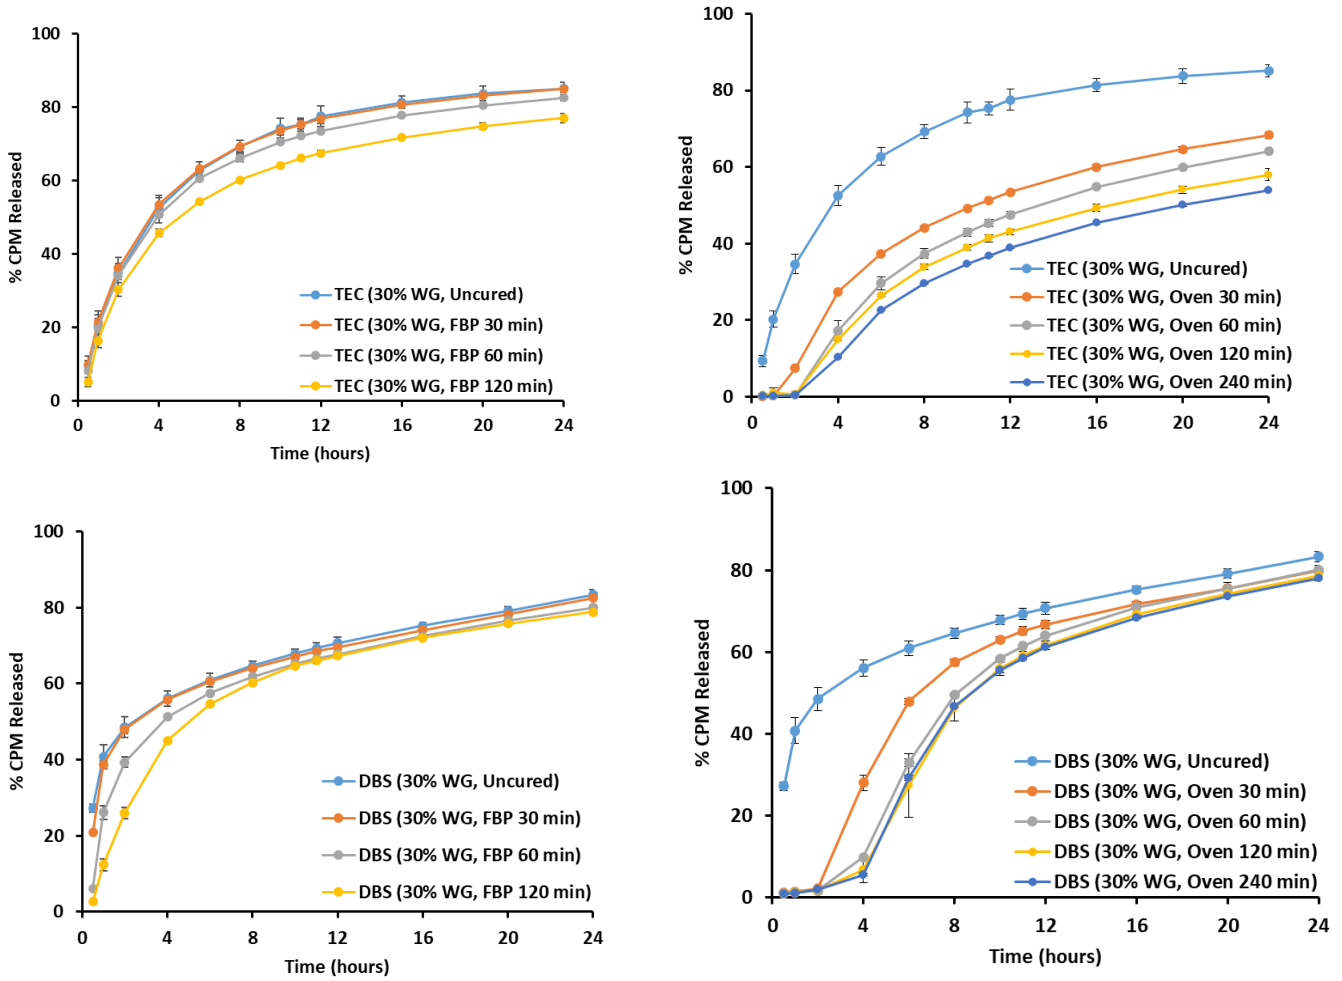 100
80
60
40
20
0
% CPM Released
TEC (30% WG, Uncured)
TEC (30% WG, FBP 30 min)
TEC (30% WG, FBP 60 min)
TEC (30% WG, FBP 120 min)
0 4 8 12 16 20 24
Time (hours)
100
80
60
40
20
0
% CPM Released
TEC (30% WG, Uncured)
TEC (30% WG, Oven 30 min)
TEC (30% WG, Oven 60 min)
TEC (30% WG, Oven 120 min)
TEC (30% WG, Oven 240 min)
0 4 8 12 16 20 24
100
80
60
40
20
0
% CPM Released
DBS (30% WG, Uncured)
DBS (30% WG, FBP 30 min)
DBS (30% WG, FBP 60 min)
DBS (30% WG, FBP 120 min)
0 4 8 12 16 20 24
Time (hours)
100
80
60
40
20
0
% CPM Released
DBS (30% WG, Uncured)
DBS (30% WG, Oven 30 min)
DBS (30% WG, Oven 60 min)
DBS (30% WG, Oven 120 min)
DBS (30% WG, Oven 240 min)
0 4 8 12 16 20 24
Time (hours)